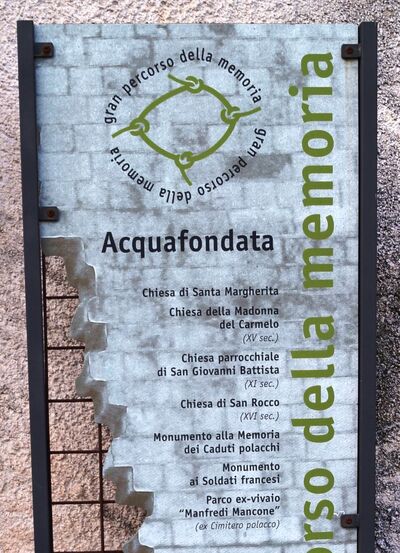 gran percorso della memoria
gran percorso della memoria
Acquafondata
Chiesa di Santa Margherita
Chiesa della Madonna
del Carmelo
(XV sec.)
Chiesa parrocchiale
di San Giovanni Battista
(XI sec.)
Chiesa di San Rocco
(XVI sec.)
Monumento alla Memoria
dei Caduti polacchi
Monumento
ai Soldati francesi
Parco ex-vivaio
“Manfredi Mancone”
(ex Cimitero polacco)
orso della memoria